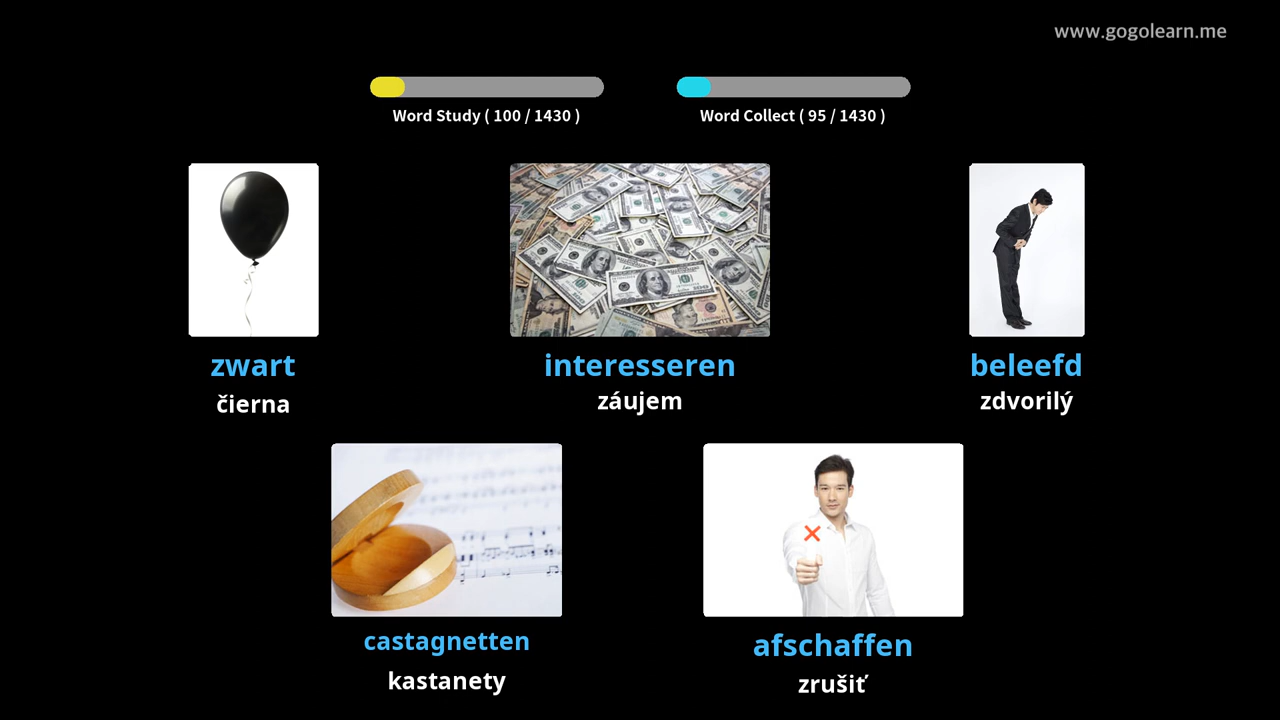 www.gogolearn.me
Word Study ( 100 / 1430 )
Word Collect ( 95 / 1430 )
zwart
interesseren
beleefd
čierna
záujem
zdvorilý
castagnetten
afschaffen
kastanety
zrušiť